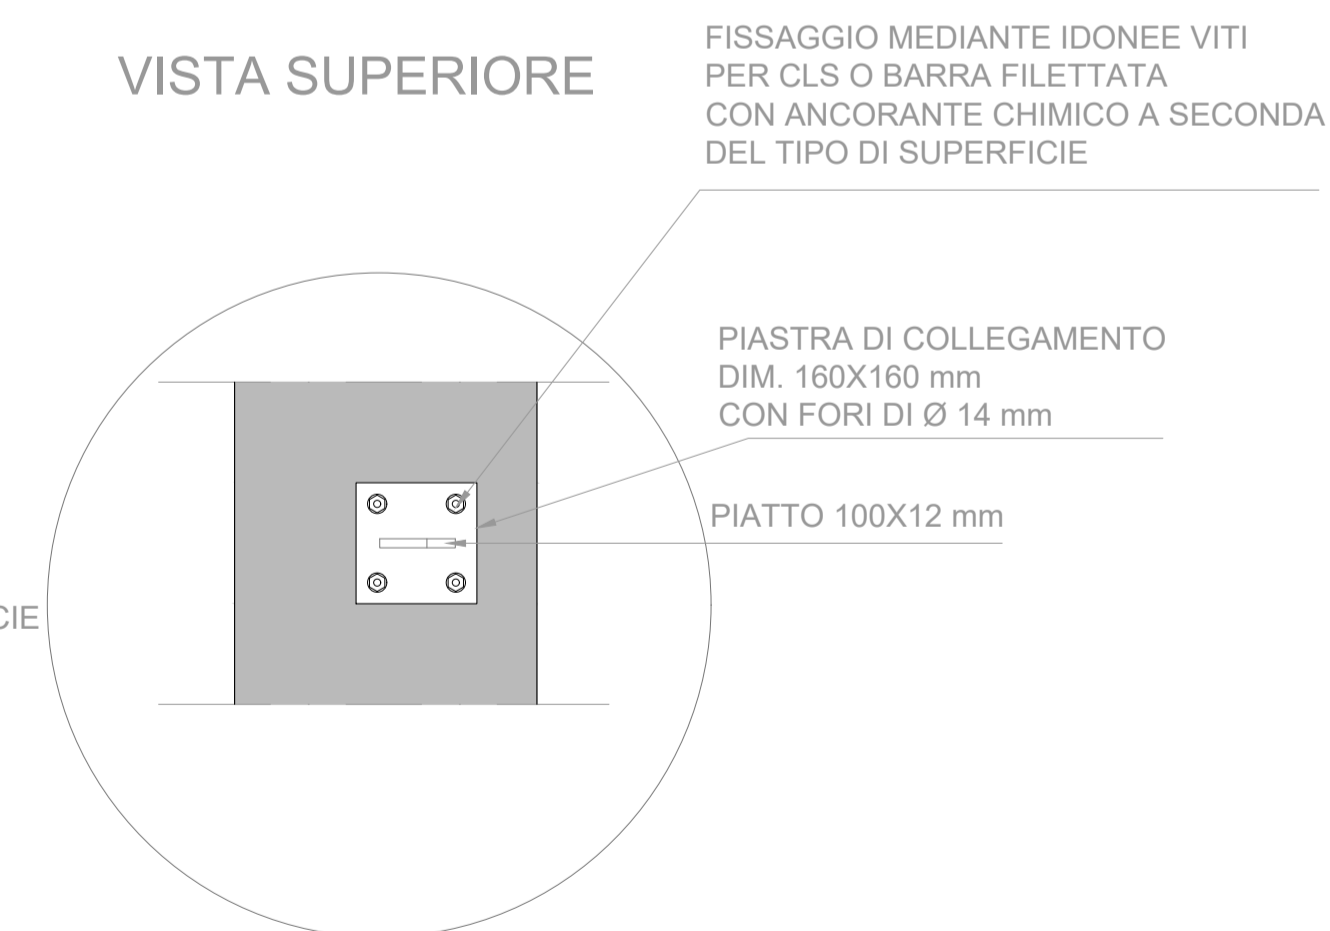 VISTA SUPERIORE
FISSAGGIO MEDIANTE IDONEE VITI
PER CLS O BARRA FILETTATA
CON ANCORANTE CHIMICO A SECONDA
DEL TIPO DI SUPERFICIE
PIASTRA DI COLLEGAMENTO
DIM. 160X160 mm
CON FORI DI Ø 14 mm
PIATTO 100X12 mm
CIE